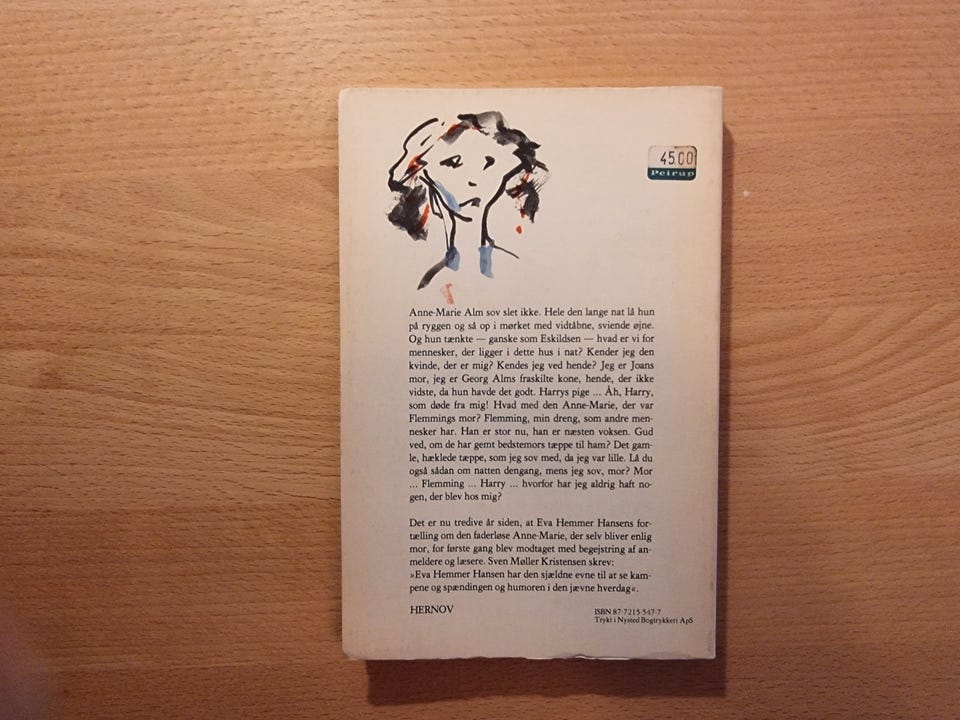 45.00
Peirup
Anne-Marie Alm sov slet ikke. Hele den lange nat lå hun
på ryggen og så op i mørket med vidtåbne, sviende øjne.
Og hun tænkte — ganske som Eskildsen — hvad er vi for
mennesker, der ligger i dette hus i nat? Kender jeg den
kvinde, der er mig? Kendes jeg ved hende? Jeg er Joans
mor, jeg er Georg Alms fraskilte kone, hende, der ikke
vidste, da hun havde det godt. Harrys pige ... Åh, Harry,
som døde fra mig! Hvad med den Anne-Marie, der var
Flemmings mor? Flemming, min dreng, som andre men-
nesker har. Han er stor nu, han er næsten voksen. Gud
ved, om de har gemt bedstemors tæppe til ham? Det gam-
le, hæklede tæppe, som jeg sov med, da jeg var lille. Lå du
også sådan om natten dengang, mens jeg sov, mor? Mor
... Flemming ... Harry ... hvorfor har jeg aldrig haft no-
gen, der blev hos mig?
Det er nu tredive år siden, at Eva Hemmer Hansens for-
tælling om den faderløse Anne-Marie, der selv bliver enlig
mor, for første gang blev modtaget med begejstring af an-
meldere og læsere. Sven Møller Kristensen skrev:
»Eva Hemmer Hansen har den sjældne evne til at se kam-
pene og spændingen og humoren i den jævne hverdag«.
HERNOV
ISBN 87-7215-547-7
Trykt i Nysted Bogtrykkeri ApS